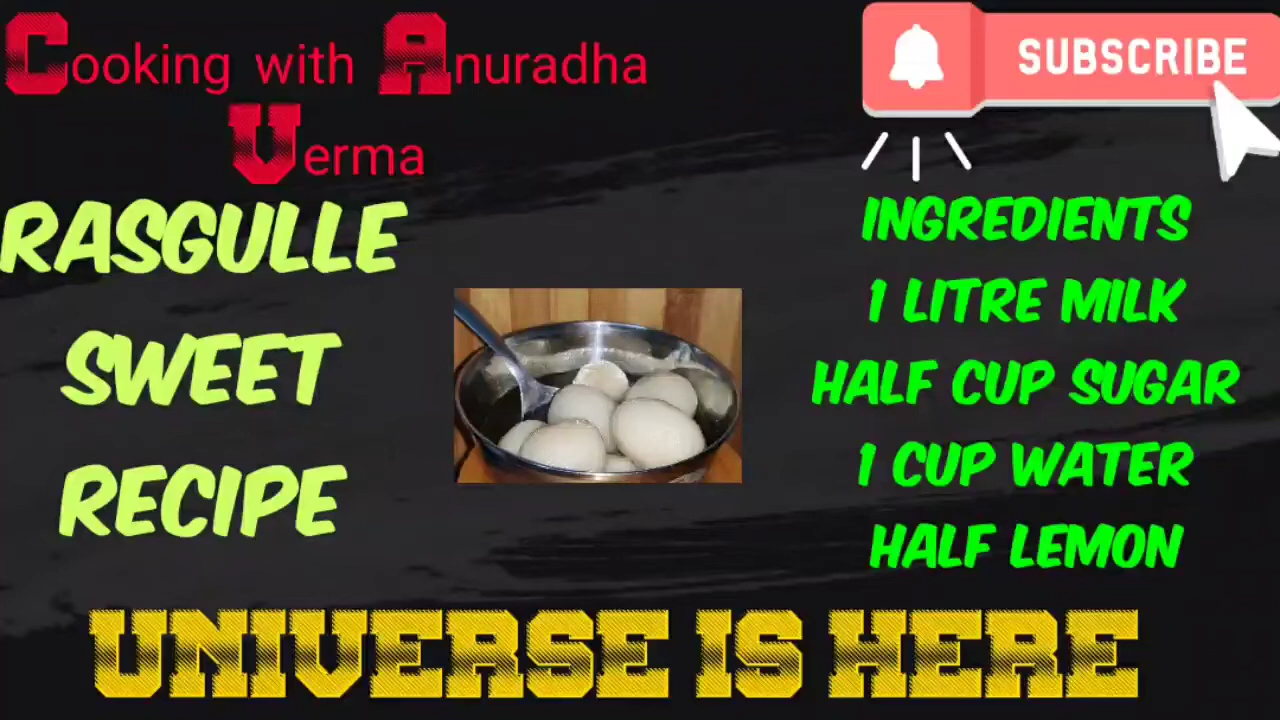 Cooking with Anuradha
Verma
SUBSCRIBE
RASGULLE
SWEET
RECIPE
INGREDIENTS
1 LITRE MILK
HALF CUP SUGAR
1 CUP WATER
HALF LEMON
UNIVERSE IS HERE